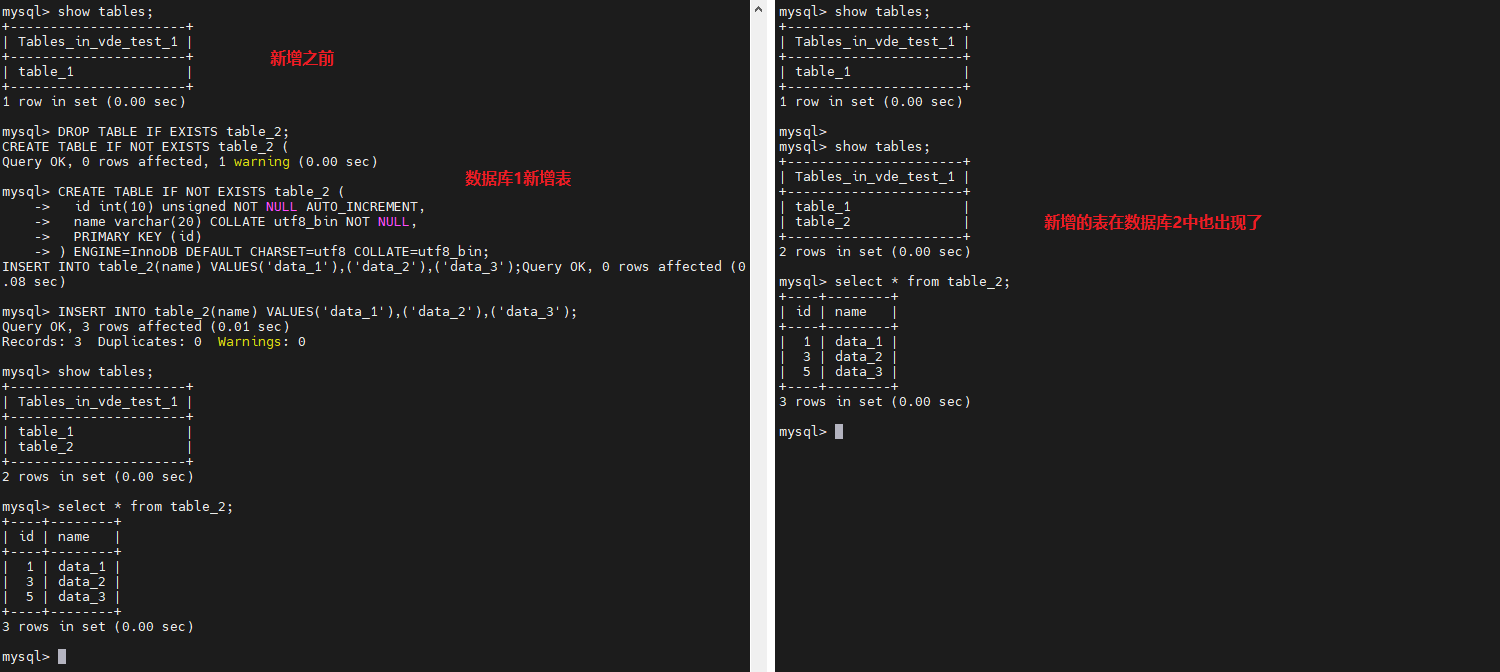 mysql> show tables;
+----------------------+
| Tables_in_vde_test_1 |
+----------------------+
| table_1              |
+----------------------+
1 row in set (0.00 sec)
新增之前
mysql> DROP TABLE IF EXISTS table_2;
CREATE TABLE IF NOT EXISTS table_2 (
Query OK, 0 rows affected, 1 warning (0.00 sec)
数据库1新增表
mysql> CREATE TABLE IF NOT EXISTS table_2 (
    ->   id int(10) unsigned NOT NULL AUTO_INCREMENT,
    ->   name varchar(20) COLLATE utf8_bin NOT NULL,
    ->   PRIMARY KEY (id)
    -> ) ENGINE=InnoDB DEFAULT CHARSET=utf8 COLLATE=utf8_bin;
INSERT INTO table_2(name) VALUES('data_1'),('data_2'),('data_3');Query OK, 0 rows affected (0
.08 sec)
mysql> INSERT INTO table_2(name) VALUES('data_1'),('data_2'),('data_3');
Query OK, 3 rows affected (0.01 sec)
Records: 3  Duplicates: 0  Warnings: 0
mysql> show tables;
+----------------------+
| Tables_in_vde_test_1 |
+----------------------+
| table_1              |
| table_2              |
+----------------------+
2 rows in set (0.00 sec)
mysql> select * from table_2;
+----+--------+
| id | name   |
+----+--------+
|  1 | data_1 |
|  3 | data_2 |
|  5 | data_3 |
+----+--------+
3 rows in set (0.00 sec)
mysql>
mysql> show tables;
+----------------------+
| Tables_in_vde_test_1 |
+----------------------+
| table_1              |
+----------------------+
1 row in set (0.00 sec)
mysql>
mysql> show tables;
+----------------------+
| Tables_in_vde_test_1 |
+----------------------+
| table_1              |
| table_2              |
+----------------------+
新增的表在数据库2中也出现了
2 rows in set (0.00 sec)
mysql> select * from table_2;
+----+--------+
| id | name   |
+----+--------+
|  1 | data_1 |
|  3 | data_2 |
|  5 | data_3 |
+----+--------+
3 rows in set (0.00 sec)
mysql>